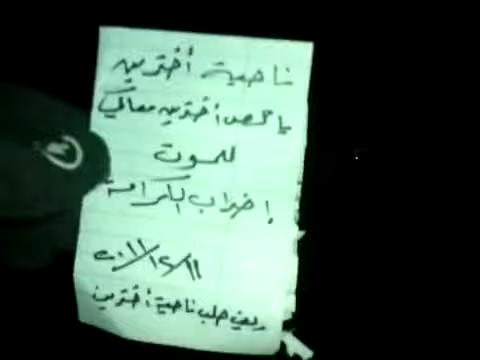 ناحية أخترين
يا حمص أخترين معاكي
للموت
إضراب الكرامة
٢٠١١/١٢/١١
ريف حلب ناحية أخترين